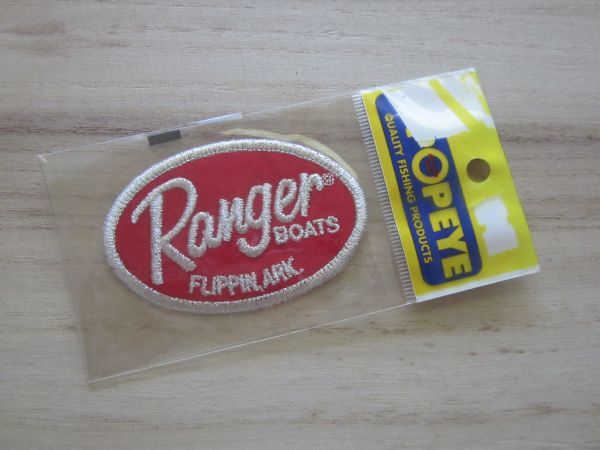 Ranger®
BOATS
FLIPPIN, ARK.
POPEYE
QUALITY FISHING PRODUCTS